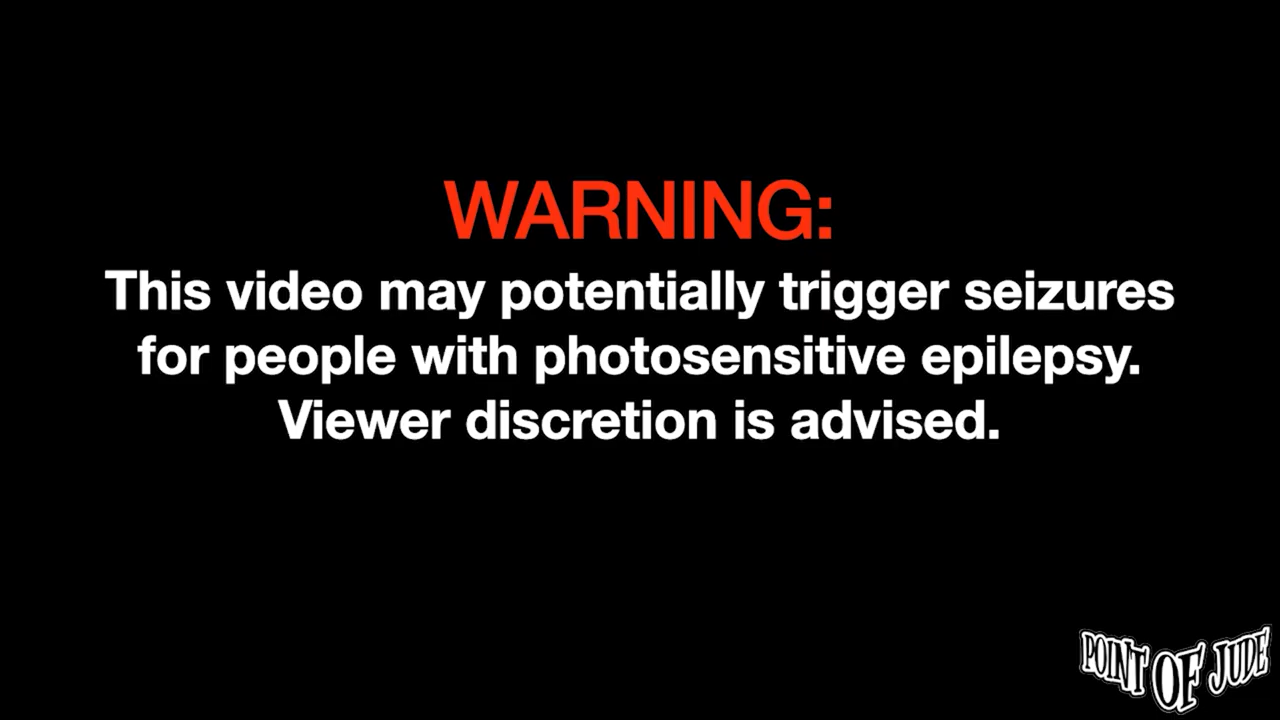 WARNING:
This video may potentially trigger seizures
for people with photosensitive epilepsy.
Viewer discretion is advised.
POINT OF JUDE